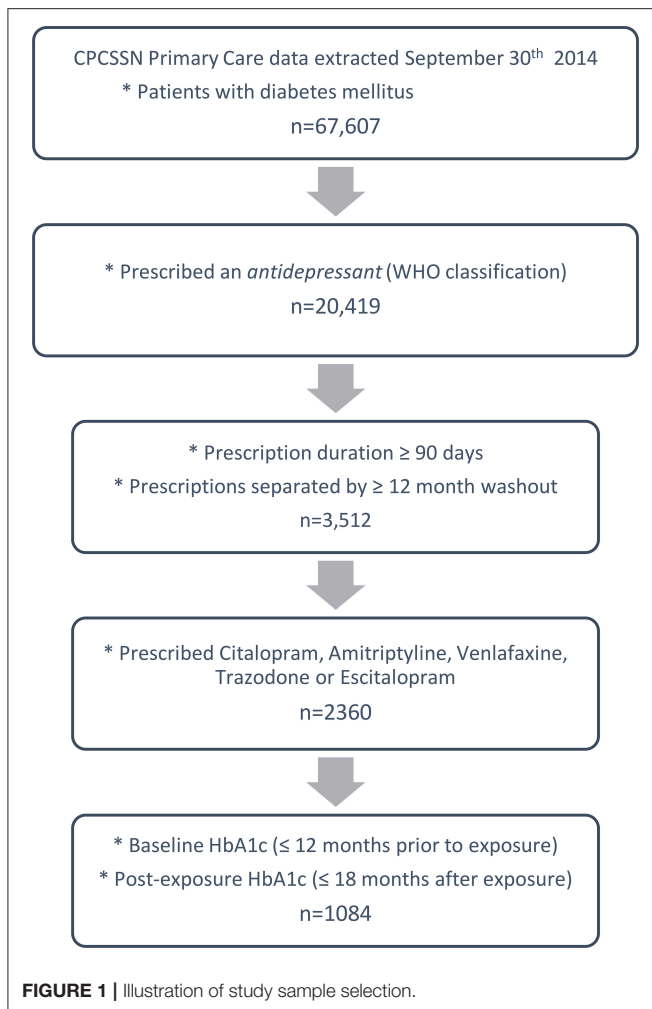 CPCSSN Primary Care data extracted September 30th 2014
* Patients with diabetes mellitus
n=67,607
* Prescribed an antidepressant (WHO classification)
n=20,419
* Prescription duration ≥ 90 days
* Prescriptions separated by ≥ 12 month washout
n=3,512
* Prescribed Citalopram, Amitriptyline, Venlafaxine,
Trazodone or Escitalopram
n=2360
* Baseline HbA1c (≤ 12 months prior to exposure)
* Post-exposure HbA1c (≤ 18 months after exposure)
n=1084
FIGURE 1 | Illustration of study sample selection.